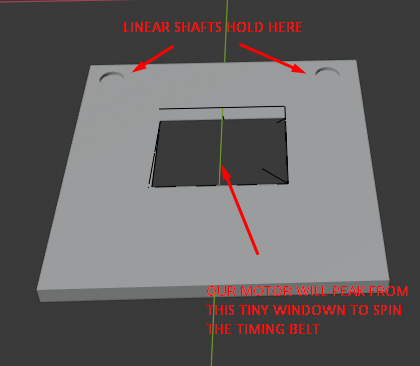 LINEAR SHAFTS HOLD HERE
OUR MOTOR WILL PEAK FROM
THIS TINY WINDOWN TO SPIN
THE TIMING BELT